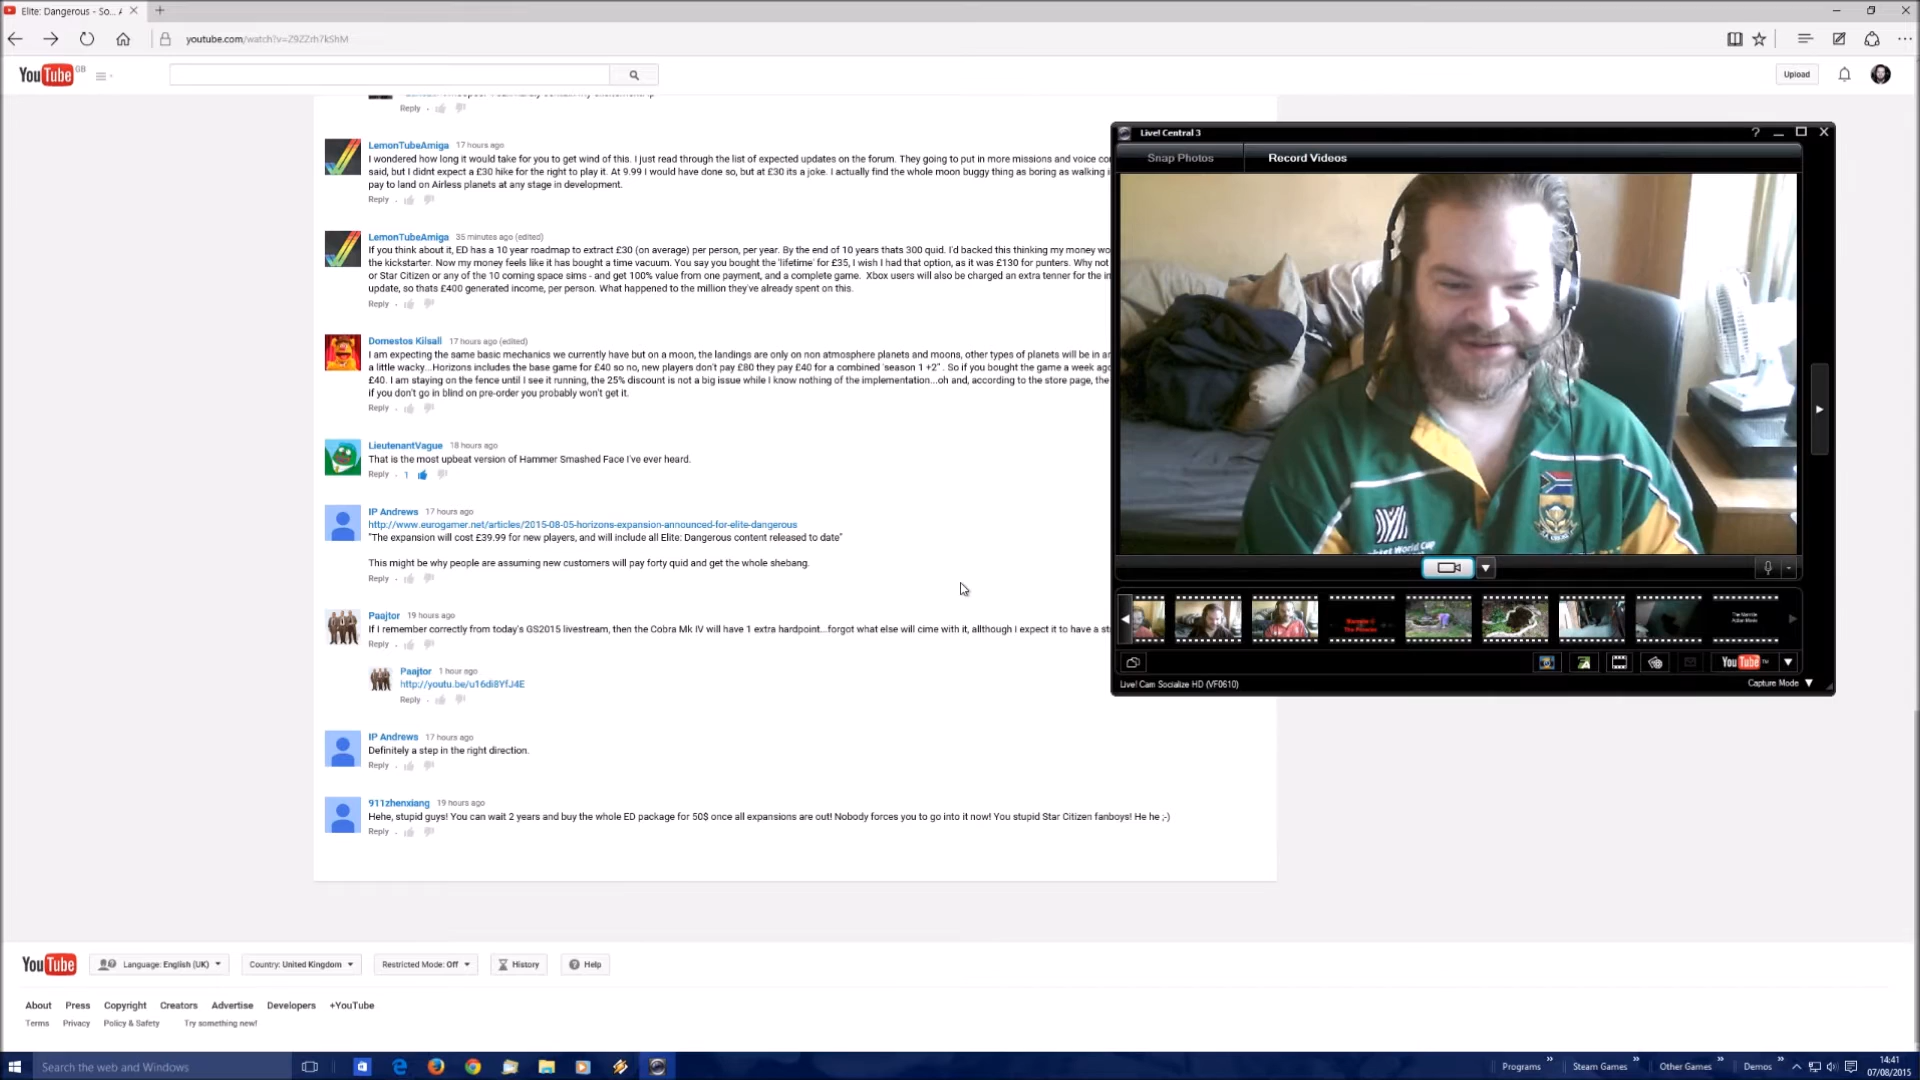 Elite: Dangerous - So...
youtube.com/watch?v=Z9ZZrh7kShM
YouTube GB
Upload
Reply
LemonTubeAmiga 17 hours ago
I wondered how long it would take for you to get wind of this. I just read through the list of expected updates on the forum. They going to put in more missions and voice co
said, but I didnt expect a £30 hike for the right to play it. At 9.99 I would have done so, but at £30 its a joke. I actually find the whole moon buggy thing as boring as walking i
pay to land on Airless planets at any stage in development.
Reply
LemonTubeAmiga 35 minutes ago (edited)
If you think about it, ED has a 10 year roadmap to extract £30 (on average) per person, per year. By the end of 10 years thats 300 quid. I'd backed this thinking my money wo
the kickstarter. Now my money feels like it has bought a time vacuum. You say you bought the 'lifetime' for £35, I wish I had that option, as it was £130 for punters. Why not
or Star Citizen or any of the 10 coming space sims - and get 100% value from one payment, and a complete game. Xbox users will also be charged an extra tenner for the in
update, so thats £400 generated income, per person. What happened to the million they've already spent on this.
Reply
Domestos Kilsall 17 hours ago (edited)
I am expecting the same basic mechanics we currently have but on a moon, the landings are only on non atmosphere planets and moons, other types of planets will be in an
a little wacky...Horizons includes the base game for £40 so no, new players don't pay £80 they pay £40 for a combined 'season 1 +2" . So if you bought the game a week ago
£40. I am staying on the fence until I see it running, the 25% discount is not a big issue while I know nothing of the implementation...oh and, according to the store page, the
if you don't go in blind on pre-order you probably won't get it.
Reply
LieutenantVague 18 hours ago
That is the most upbeat version of Hammer Smashed Face I've ever heard.
Reply 1
IP Andrews 17 hours ago
http://www.eurogamer.net/articles/2015-08-05-horizons-expansion-announced-for-elite-dangerous
"The expansion will cost £39.99 for new players, and will include all Elite: Dangerous content released to date"
This might be why people are assuming new customers will pay forty quid and get the whole shebang.
Reply
Paajtor 19 hours ago
If I remember correctly from today's GS2015 livestream, then the Cobra Mk IV will have 1 extra hardpoint...forgot what else will cime with it, allthough I expect it to have a st
Reply
Paajtor 1 hour ago
http://youtu.be/u16di8YfJ4E
Reply
IP Andrews 17 hours ago
Definitely a step in the right direction.
Reply
911zhenxiang 19 hours ago
Hehe, stupid guys! You can wait 2 years and buy the whole ED package for 50$ once all expansions are out! Nobody forces you to go into it now! You stupid Star Citizen fanboys! He he ;-)
Reply
Live! Central 3
Snap Photos Record Videos
World Cup
YouTube
Live! Cam Socialize HD (VF0610)
Capture Mode
YouTube Language: English (UK) Country: United Kingdom Restricted Mode: Off History Help
About Press Copyright Creators Advertise Developers +YouTube
Terms Privacy Policy & Safety Try something new!
Search the web and Windows
Programs Steam Games Other Games Demos
14:41
07/08/2015